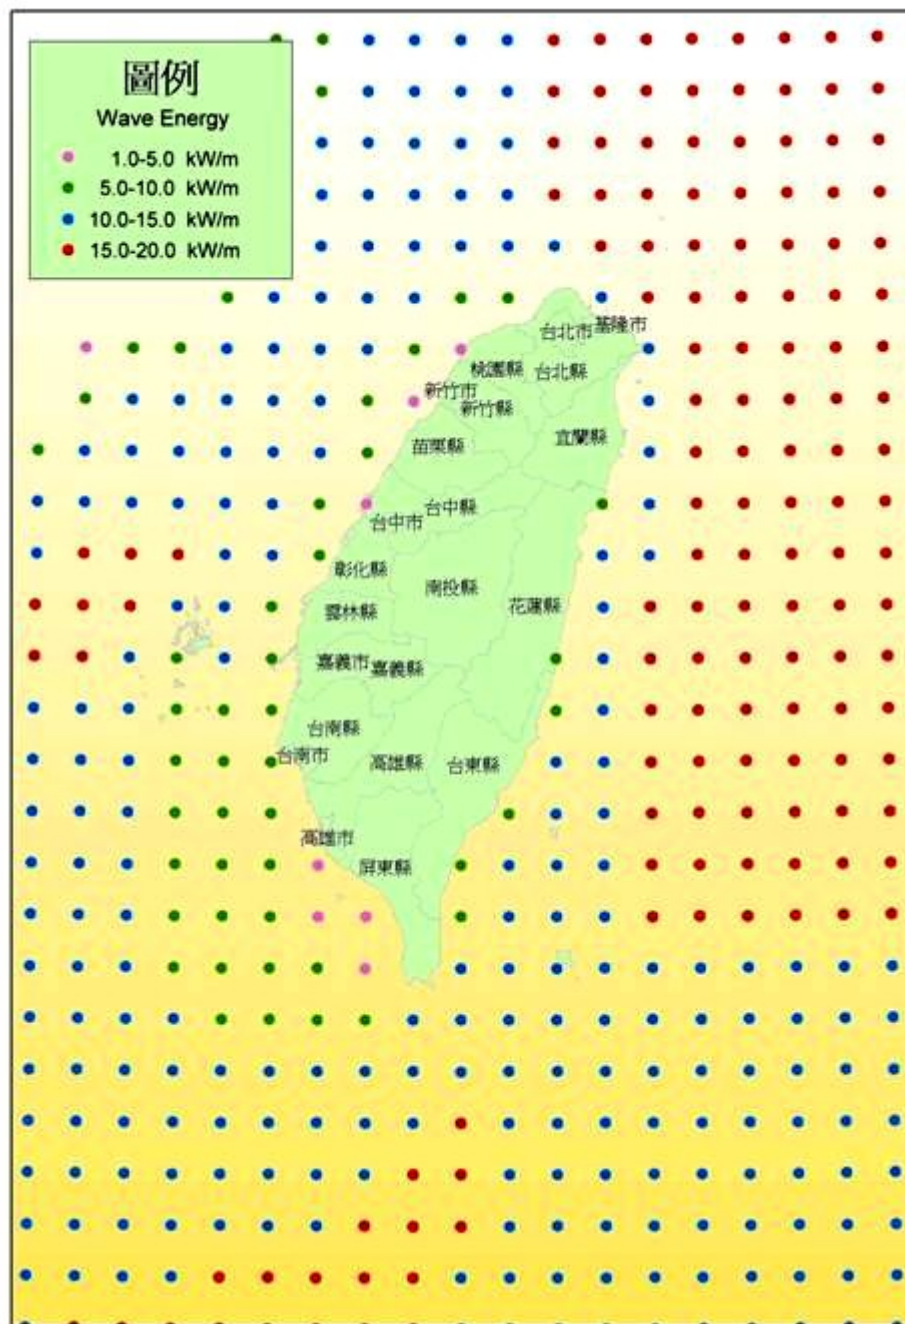 圖例
Wave Energy
1.0-5.0 kW/m
5.0-10.0 kW/m
10.0-15.0 kW/m
15.0-20.0 kW/m
基隆市
台北市
桃園縣
台北縣
新竹市
新竹縣
宜蘭縣
苗栗縣
台中縣
台中市
彰化縣
南投縣
花蓮縣
雲林縣
嘉義市
嘉義縣
台南縣
台南市
高雄縣
台東縣
高雄市
屏東縣